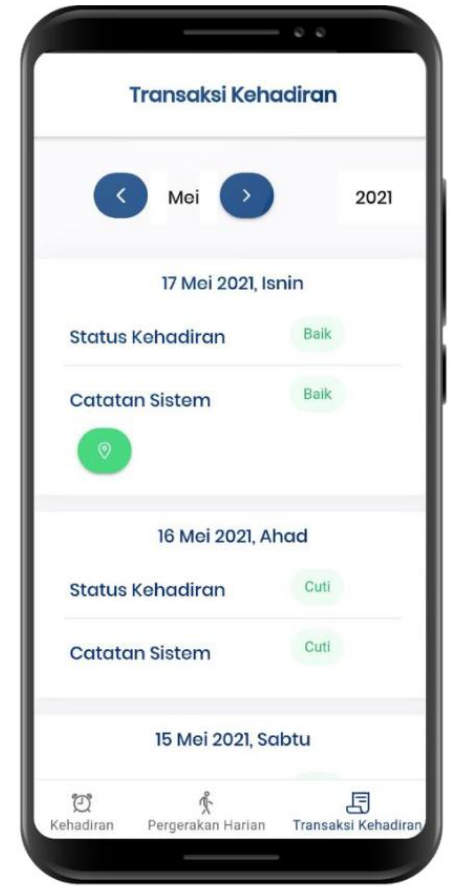 Transaksi Kehadiran
Mei 2021
17 Mei 2021, Isnin
Status Kehadiran Baik
Catatan Sistem Baik
16 Mei 2021, Ahad
Status Kehadiran Cuti
Catatan Sistem Cuti
15 Mei 2021, Sabtu
Kehadiran Pergerakan Harian Transaksi Kehadiran